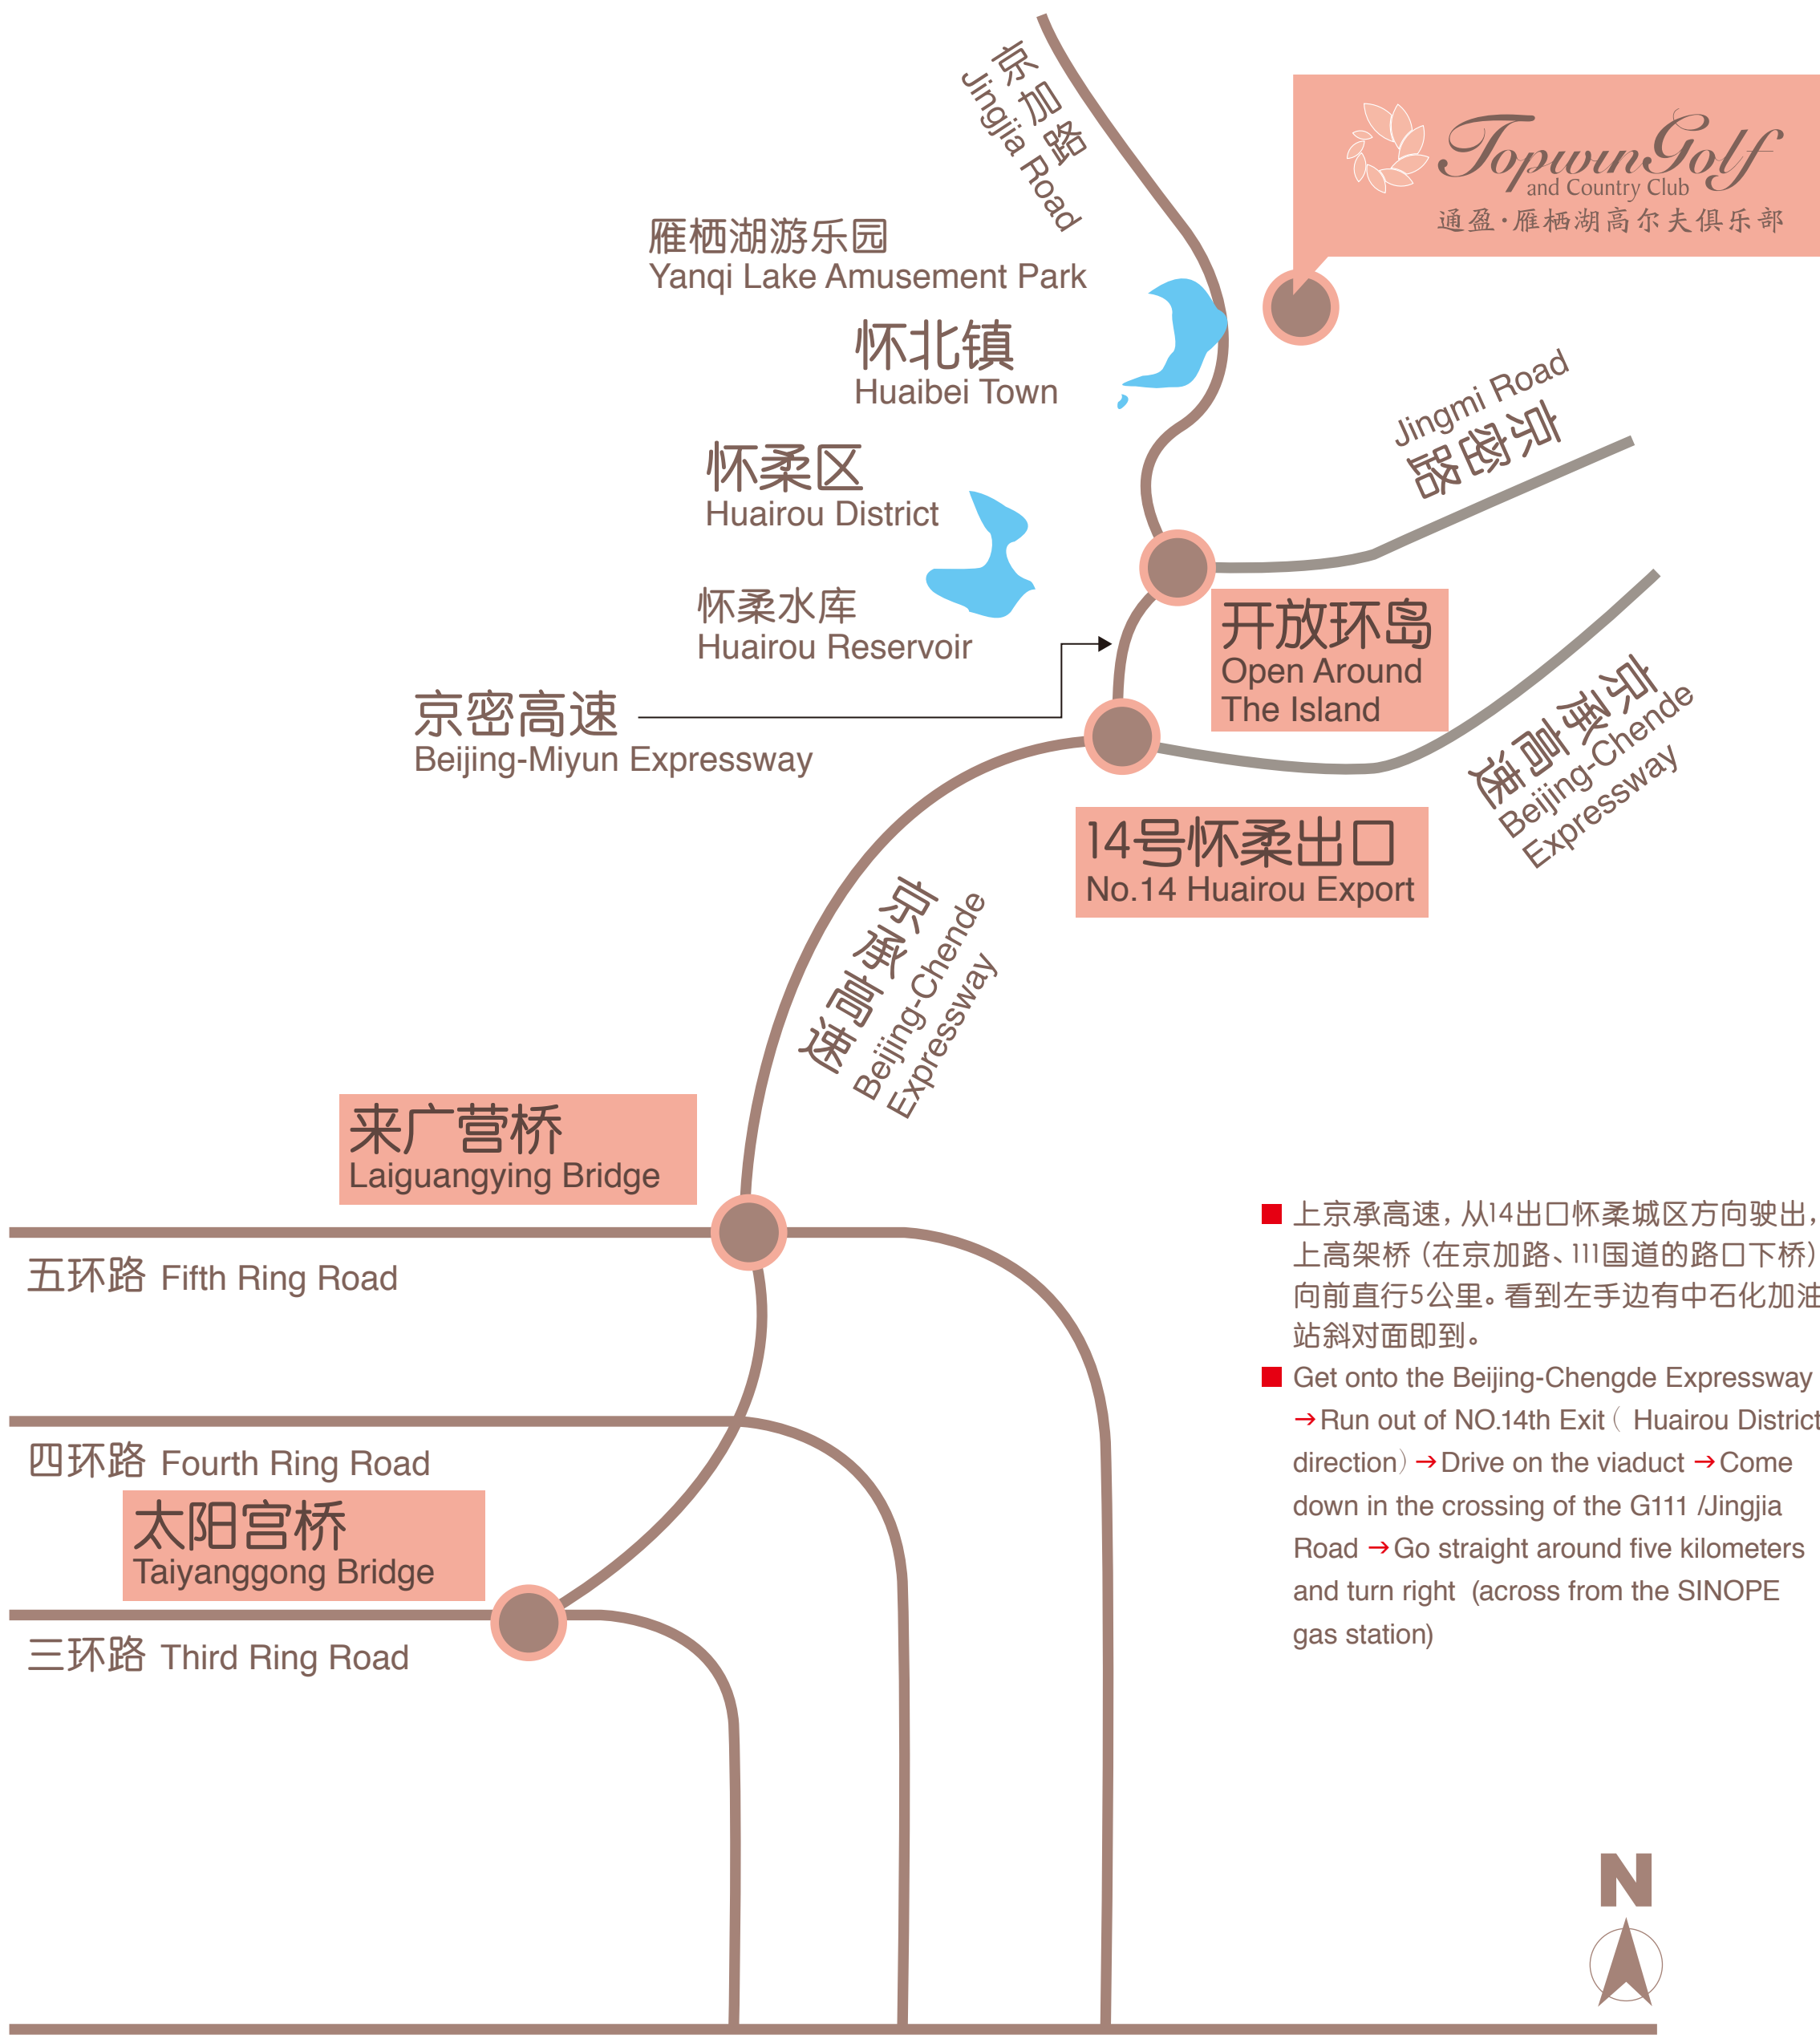 京加路
Jingjia Road
Topwin Golf
and Country Club
通盈·雁栖湖高尔夫俱乐部
雁栖湖游乐园
Yanqi Lake Amusement Park
怀北镇
Huaibei Town
Jingmi Road
京密路
怀柔区
Huairou District
怀柔水库
Huairou Reservoir
开放环岛
Open Around
The Island
京密高速
Beijing-Miyun Expressway
京承高速
Beijing-Chende
Expressway
14号怀柔出口
No.14 Huairou Export
京承高速
Beijing-Chende
Expressway
来广营桥
Laiguangying Bridge
五环路 Fifth Ring Road
四环路 Fourth Ring Road
太阳宫桥
Taiyanggong Bridge
三环路 Third Ring Road
上京承高速，从14出口怀柔城区方向驶出，
上高架桥（在京加路、111国道的路口下桥）
向前直行5公里。看到左手边有中石化加油
站斜对面即到。
Get onto the Beijing-Chengde Expressway
→Run out of NO.14th Exit（ Huairou District
direction）→Drive on the viaduct →Come
down in the crossing of the G111 /Jingjia
Road →Go straight around five kilometers
and turn right (across from the SINOPE
gas station)
N